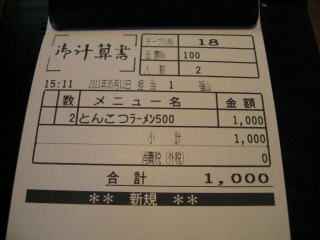 御計算書
テーブルNo 18
伝票No 100
人数 2
15:11 2011年05月12日 担当 1 福山
数 メニュー名 金額
2 とんこつラーメン500 1,000
小計 1,000
消費税(外税) 0
合計 1,000
** 新規 **